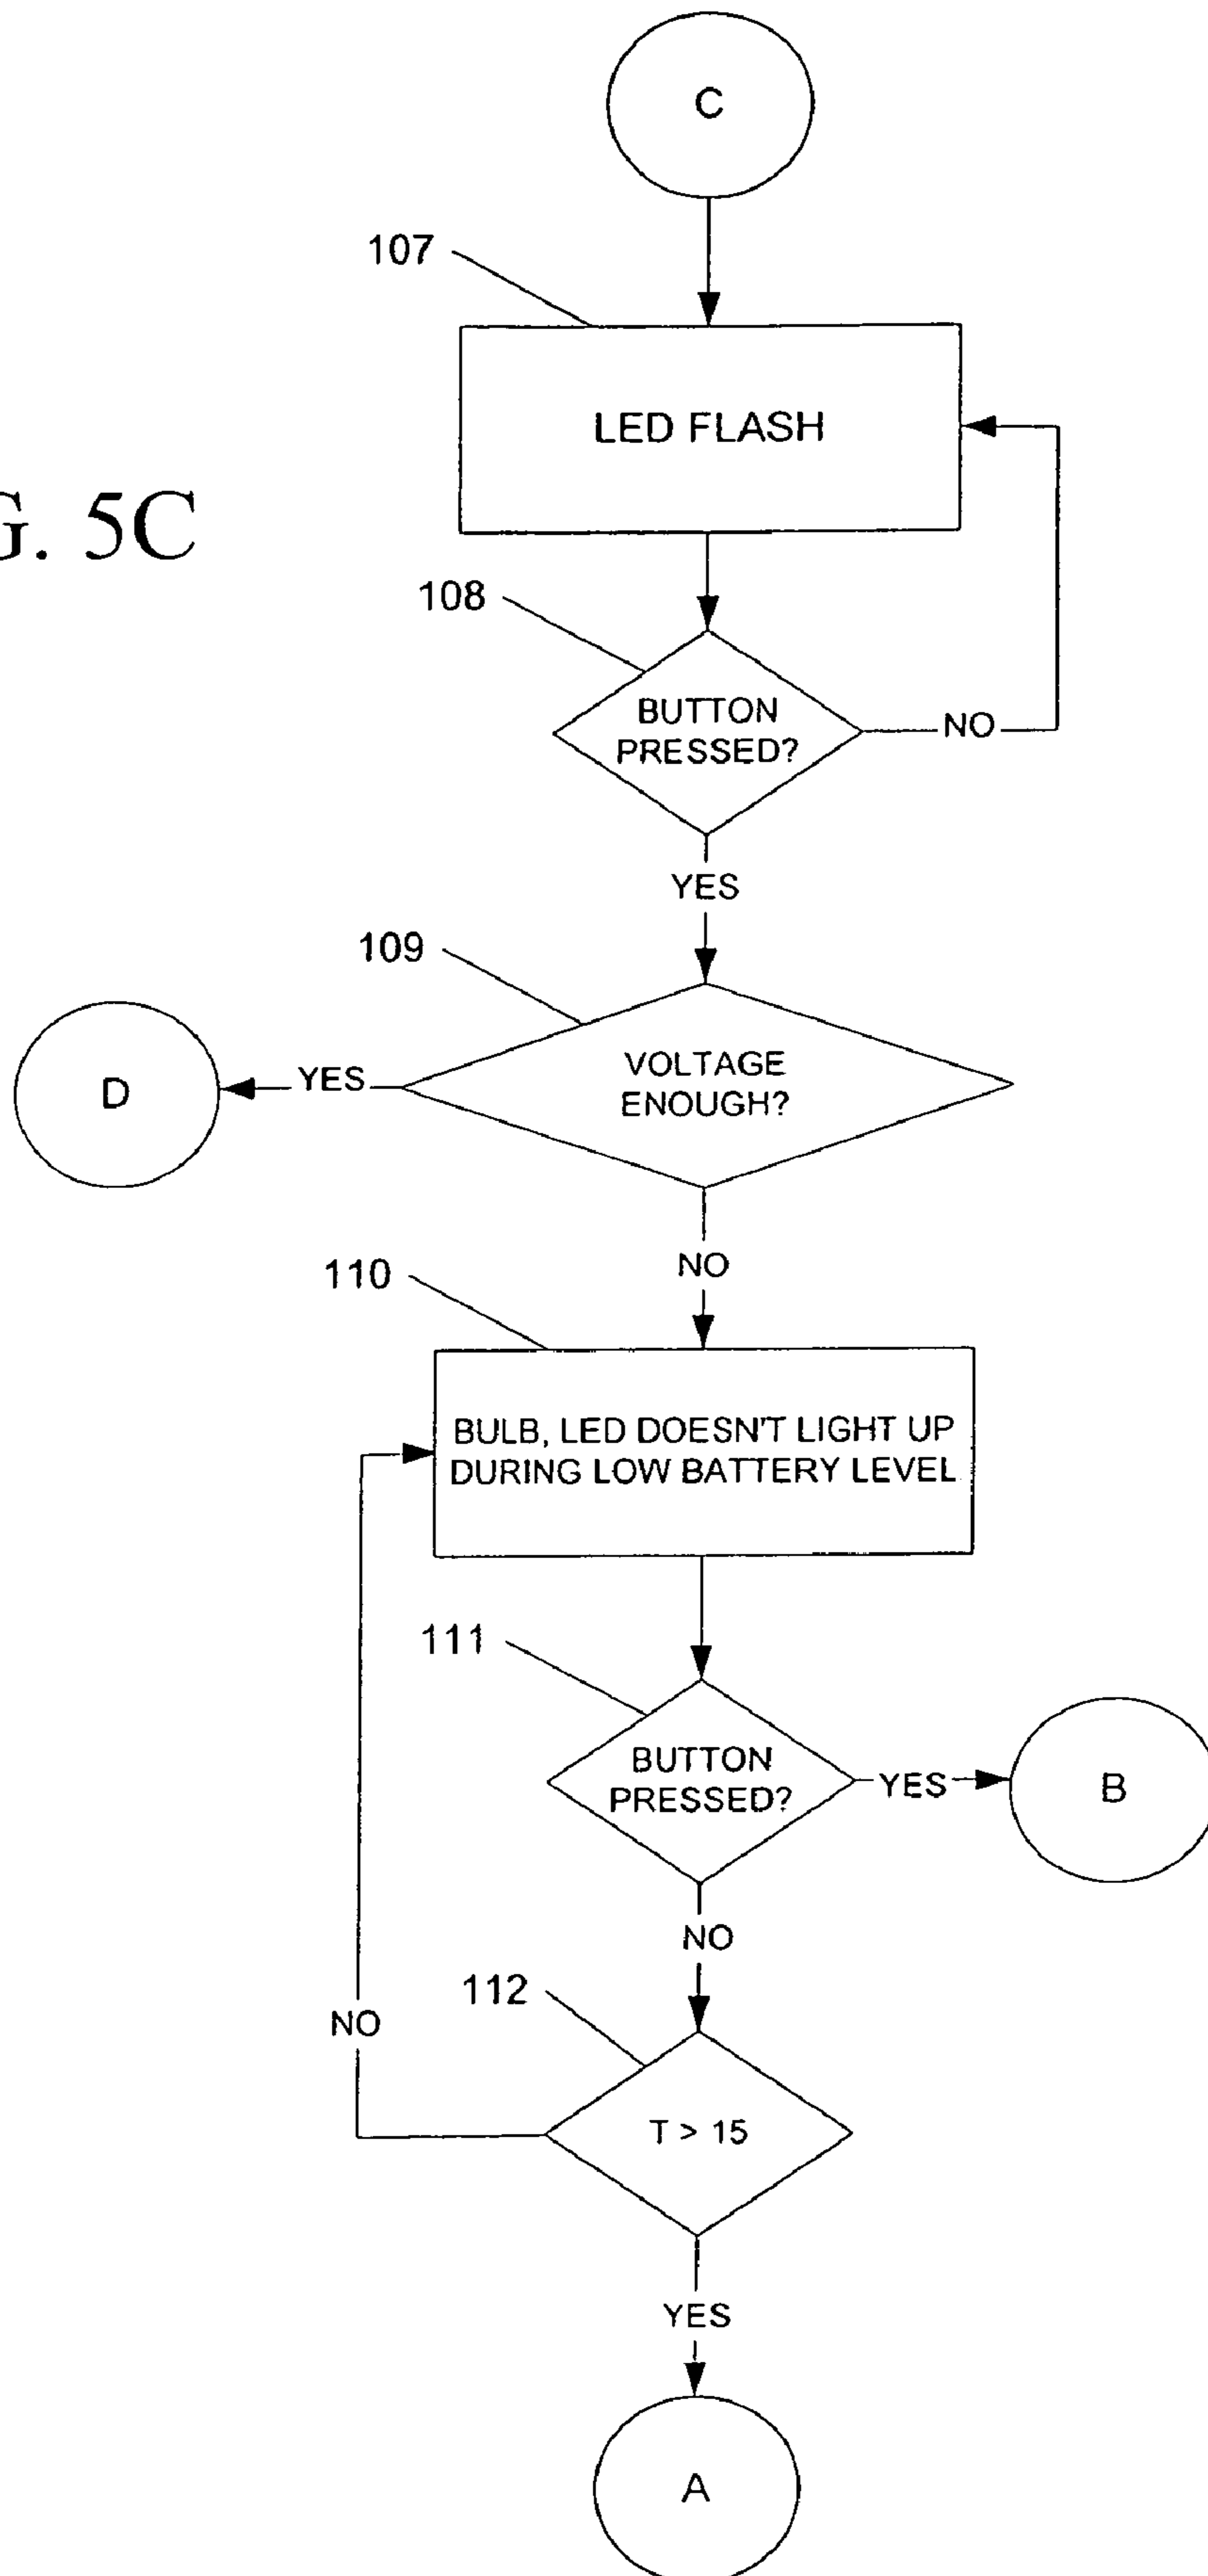 C
107
LED FLASH
G. 5C
108
BUTTON
PRESSED?
NO
YES
109
VOLTAGE
ENOUGH?
YES
D
NO
110
BULB, LED DOESN'T LIGHT UP
DURING LOW BATTERY LEVEL
111
BUTTON
PRESSED?
YES
B
NO
112
NO
T > 15
YES
A